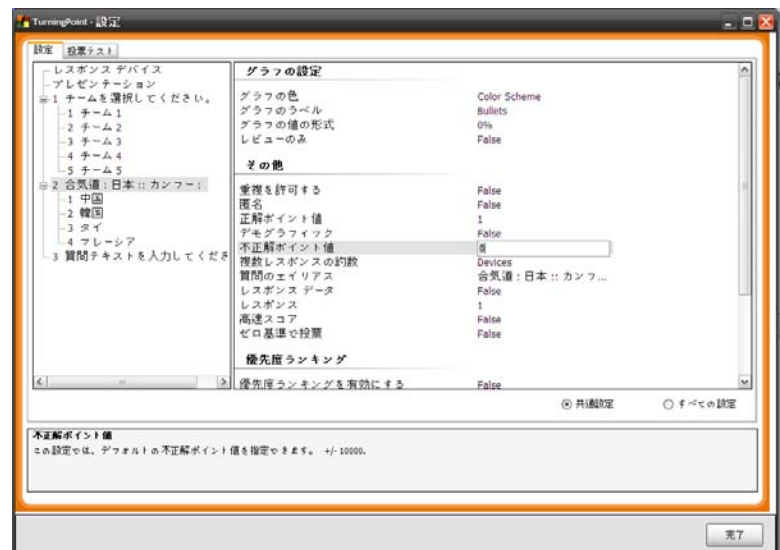 TurningPoint - 設定
設定 投票テスト
レスポンス デバイス
プレゼンテーション
1 チームを選択してください。
1 チーム 1
2 チーム 2
3 チーム 3
4 チーム 4
5 チーム 5
2 合気道：日本 :: カンフー：
1 中国
2 韓国
3 タイ
4 マレーシア
3 質問テキストを入力してくださ
グラフの設定
グラフの色 Color Scheme
グラフのラベル Bullets
グラフの値の形式 0%
レビューのみ False
その他
重複を許可する False
匿名 False
正解ポイント値 1
デモグラフィック False
不正解ポイント値 0
複数レスポンスの約数 Devices
質問のエイリアス 合気道：日本 :: カンフ...
レスポンス データ False
レスポンス 1
高速スコア False
ゼロ基準で投票 False
優先度ランキング
優先度ランキングを有効にする False
共通設定 すべての設定
不正解ポイント値
この設定では、デフォルトの不正解ポイント値を指定できます。 +/- 10000.
完了